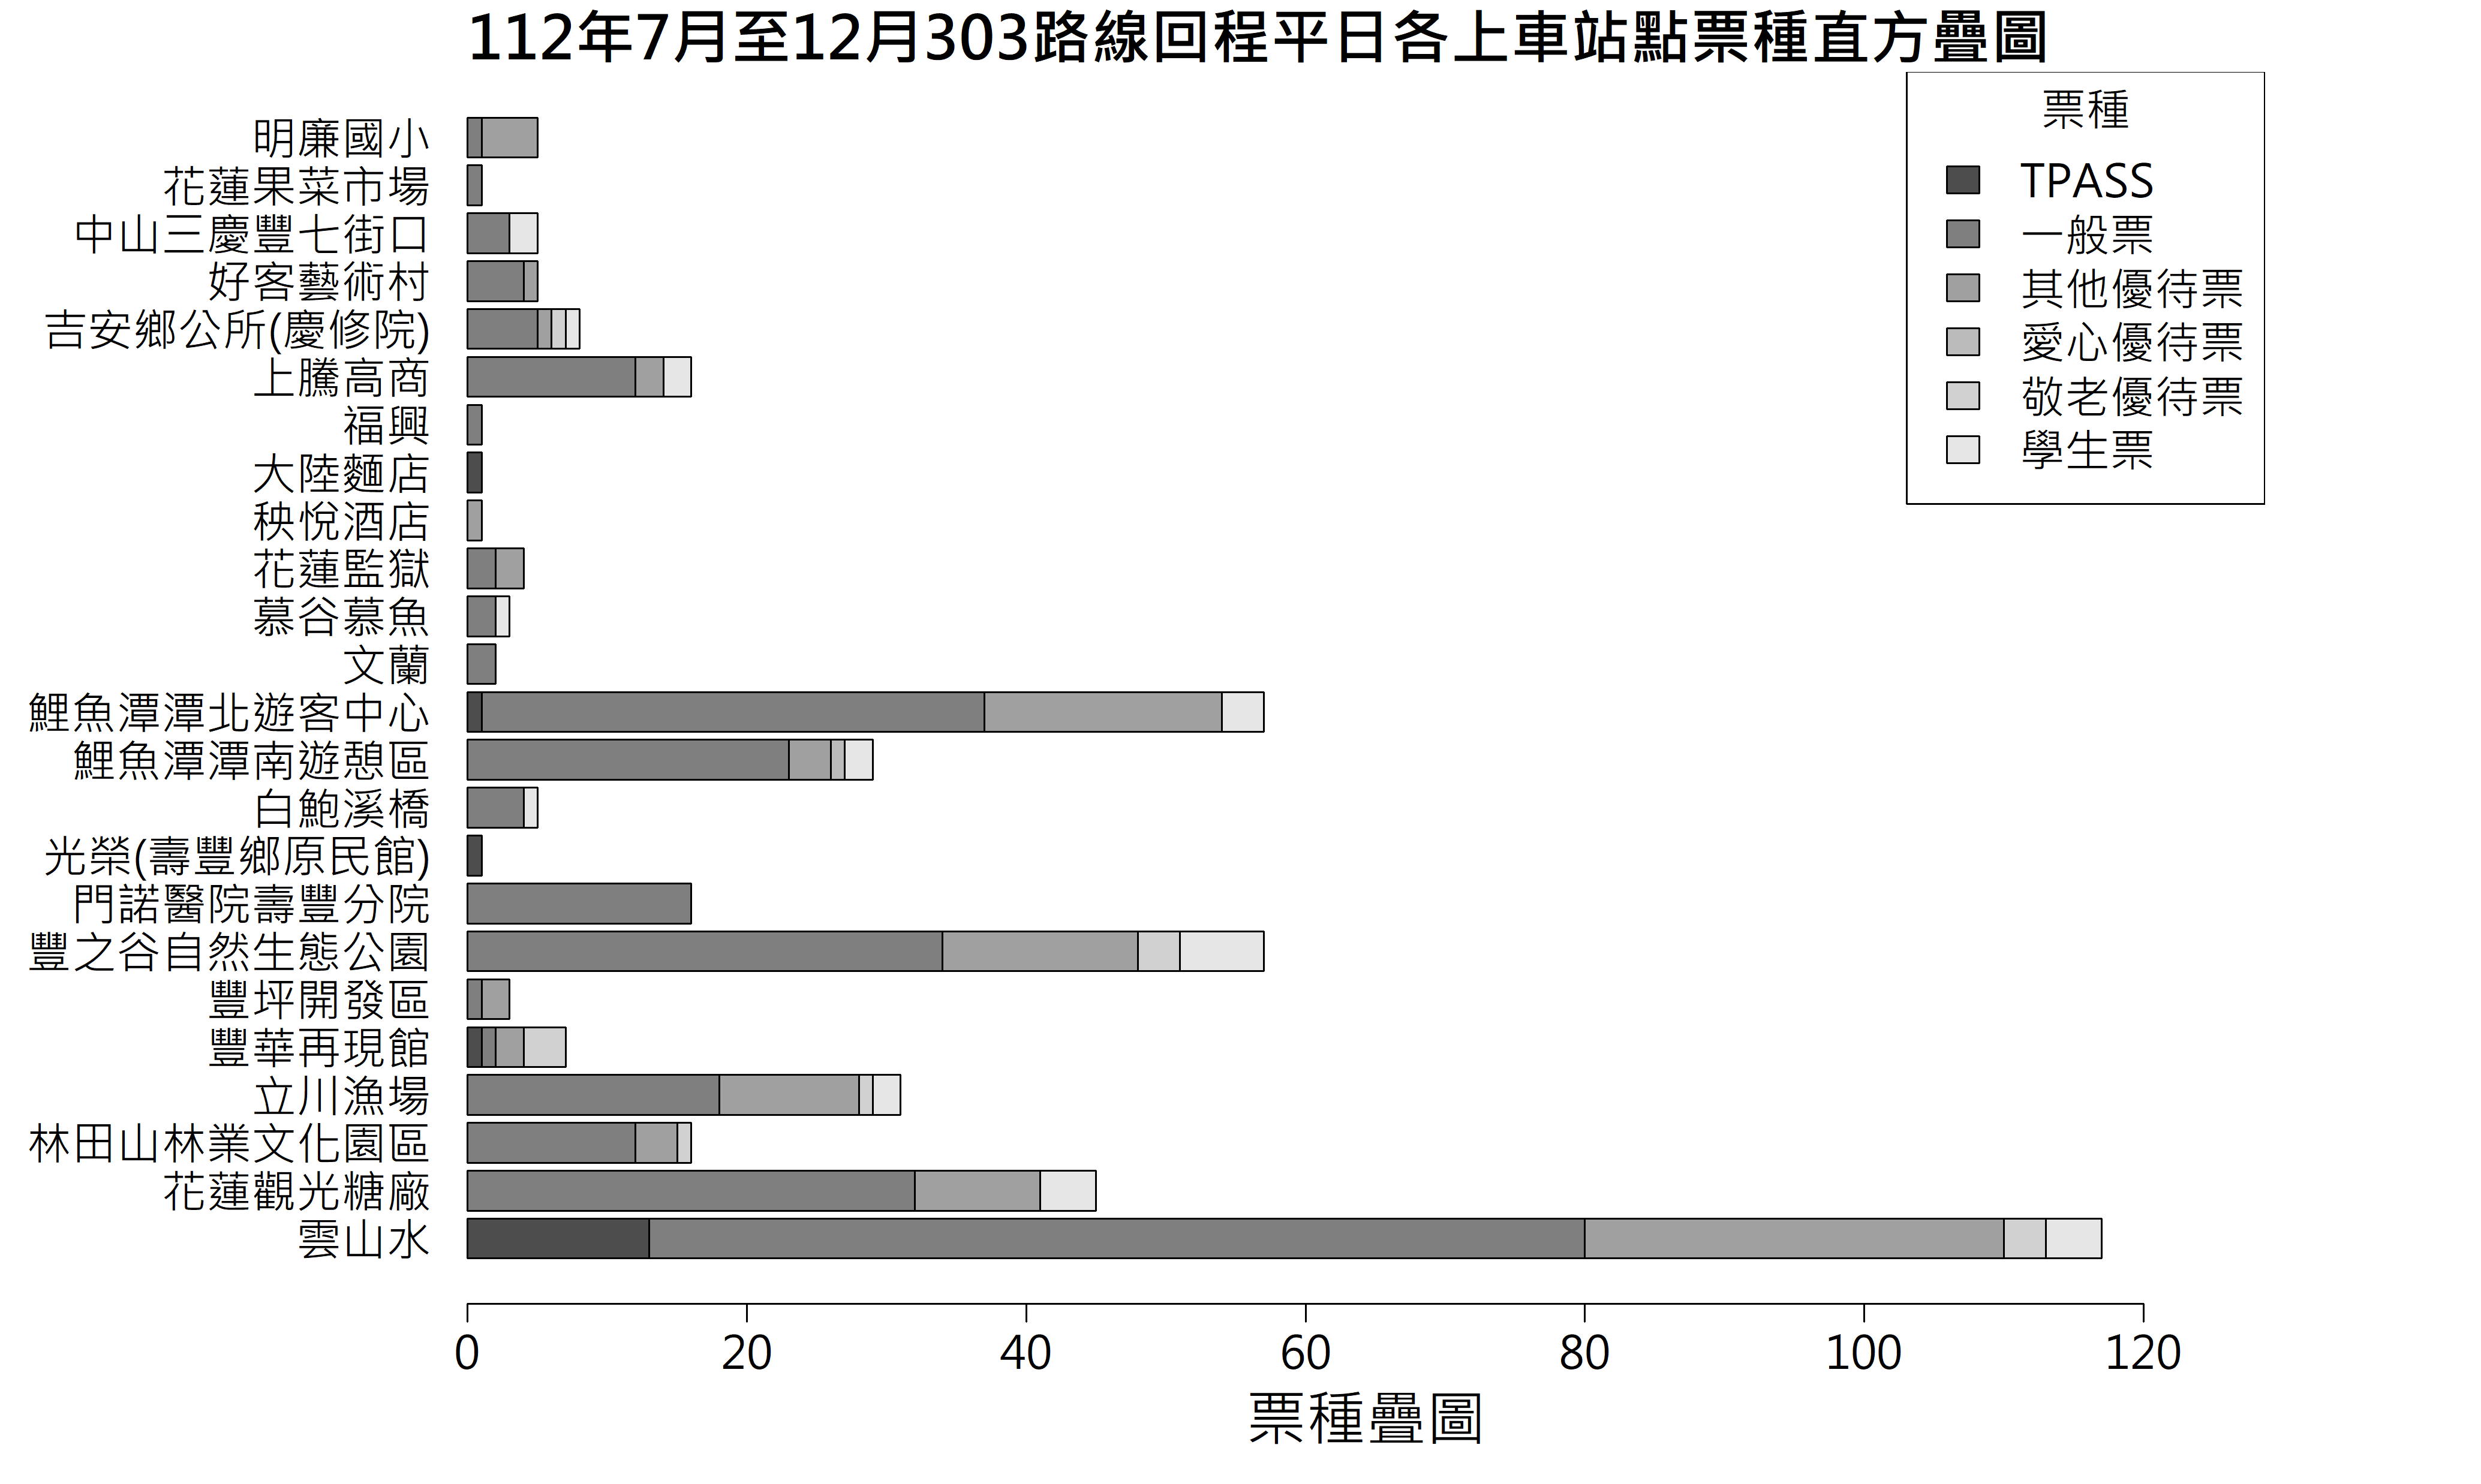 112年7月至12月303路線回程平日各上車站點票種直方疊圖
票種
TPASS
一般票
其他優待票
愛心優待票
敬老優待票
學生票
明廉國小
花蓮果菜市場
中山三慶豐七街口
好客藝術村
吉安鄉公所(慶修院)
上騰高商
福興
大陸麵店
秧悅酒店
花蓮監獄
慕谷慕魚
文蘭
鯉魚潭潭北遊客中心
鯉魚潭潭南遊憩區
白鮑溪橋
光榮(壽豐鄉原民館)
門諾醫院壽豐分院
豐之谷自然生態公園
豐坪開發區
豐華再現館
立川漁場
林田山林業文化園區
花蓮觀光糖廠
雲山水
0 20 40 60 80 100 120
票種疊圖